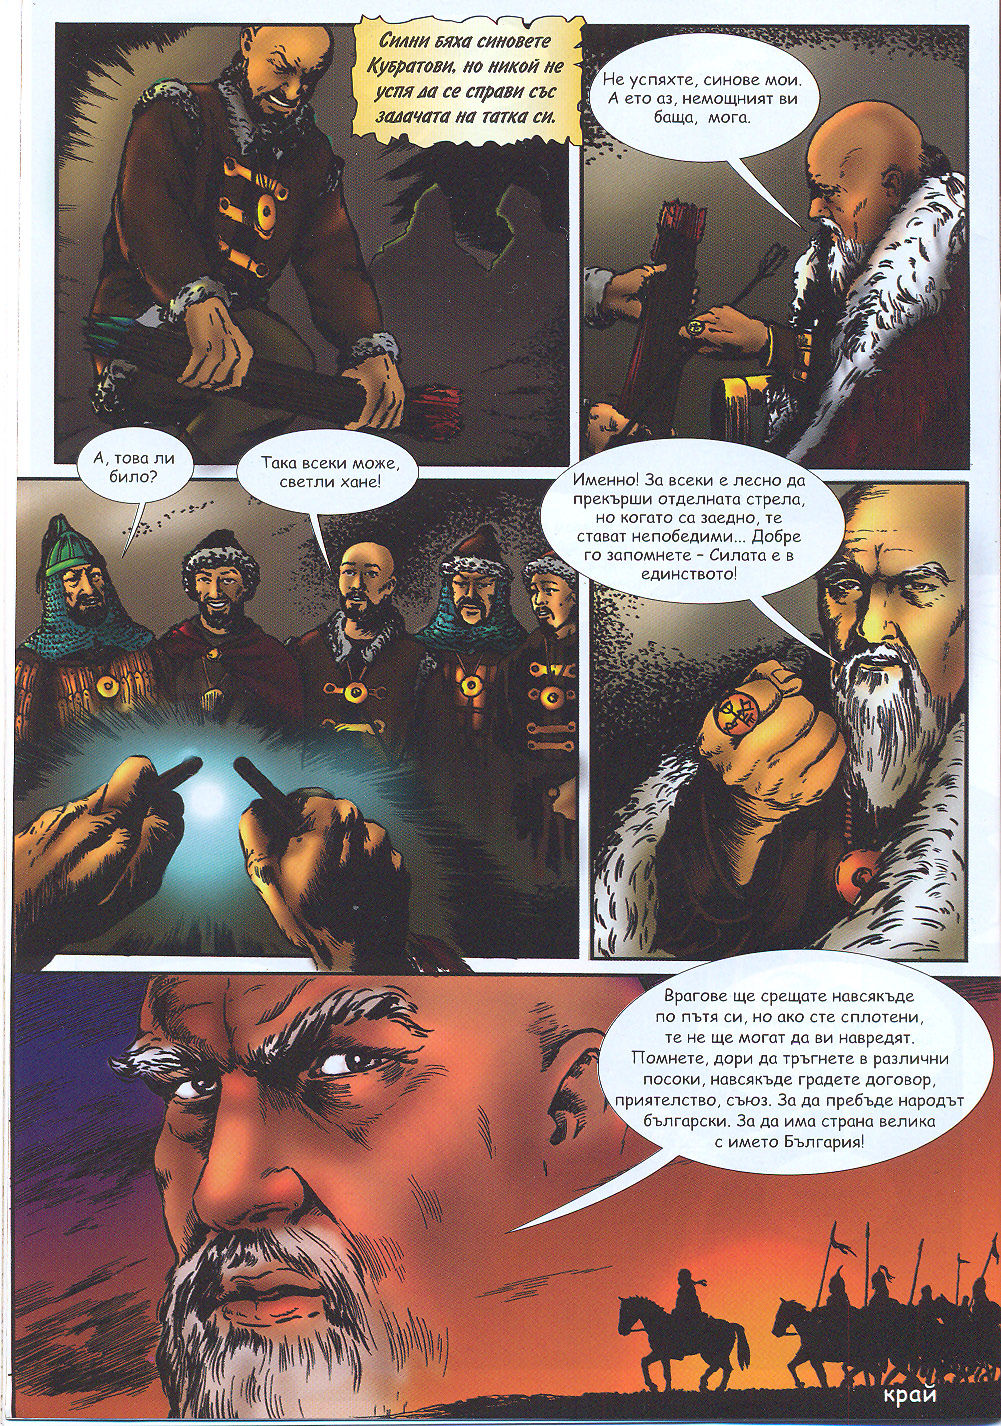 Силни бяха синовете
Кубратови, но никой не
успя да се справи със
задачата на татка си.
Не успяхте, синове мои.
А ето аз, немощният ви
баща, мога.
А, това ли
било?
Така всеки може,
светли хане!
Именно! За всеки е лесно да
прекърши отделната стрела,
но когато са заедно, те
стават непобедими... Добре
го запомнете – Силата е в
единството!
Врагове ще срещате навсякъде
по пътя си, но ако сте сплотени,
те не ще могат да ви навредят.
Помнете, дори да тръгнете в различни
посоки, навсякъде градете договор,
приятелство, съюз. За да пребъде народът
български. За да има страна велика
с името България!
край